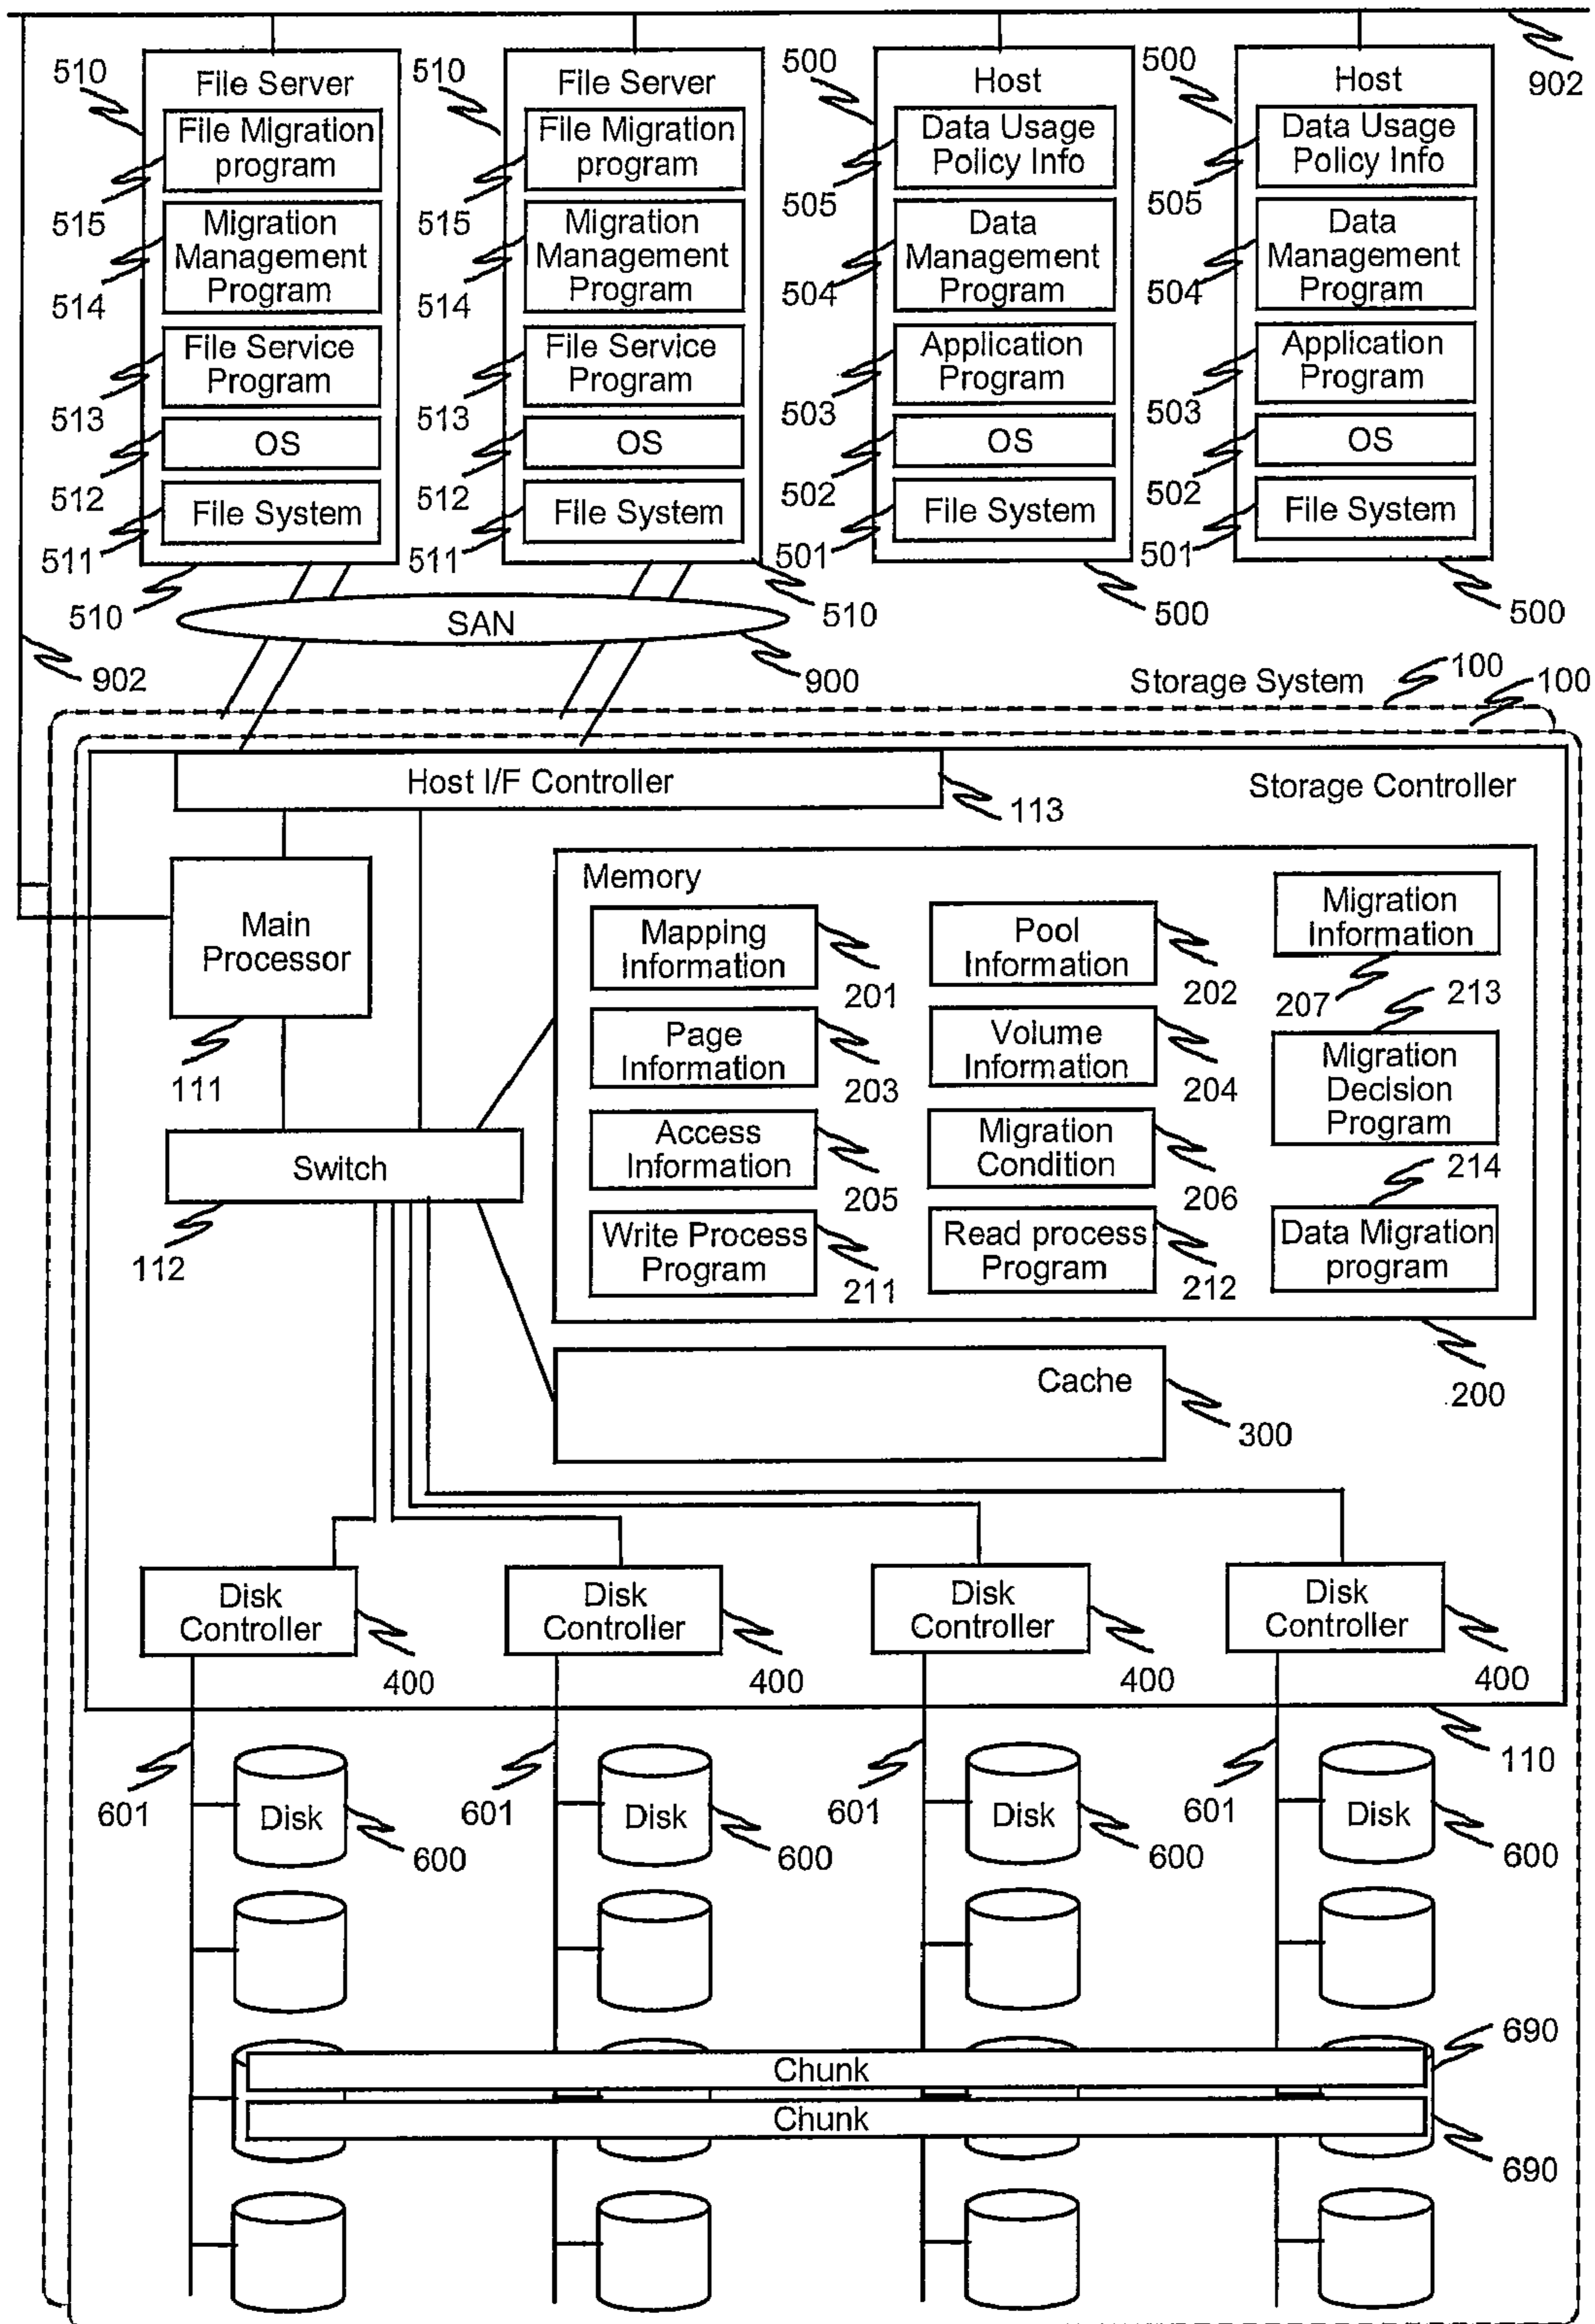 902
510
File Server
File Migration
program
515
Migration
Management
Program
514
File Service
Program
513
OS
512
File System
511
510
510
File Server
File Migration
program
515
Migration
Management
Program
514
File Service
Program
513
OS
512
File System
511
510
500
Host
Data Usage
Policy Info
505
Data
Management
Program
504
Application
Program
503
OS
502
File System
501
500
500
Host
Data Usage
Policy Info
505
Data
Management
Program
504
Application
Program
503
OS
502
File System
501
500
SAN
900
902
Storage System
100
100
Host I/F Controller
113
Storage Controller
Main
Processor
111
Switch
112
Memory
Mapping
Information
201
Pool
Information
202
Migration
Information
207
Page
Information
203
Volume
Information
204
213
Migration
Decision
Program
Access
Information
205
Migration
Condition
206
214
Write Process
Program
211
Read process
Program
212
Data Migration
program
200
Cache
300
Disk
Controller
400
Disk
Controller
400
Disk
Controller
400
Disk
Controller
400
110
601
Disk
600
601
Disk
600
601
Disk
600
601
Disk
600
Chunk
690
Chunk
690